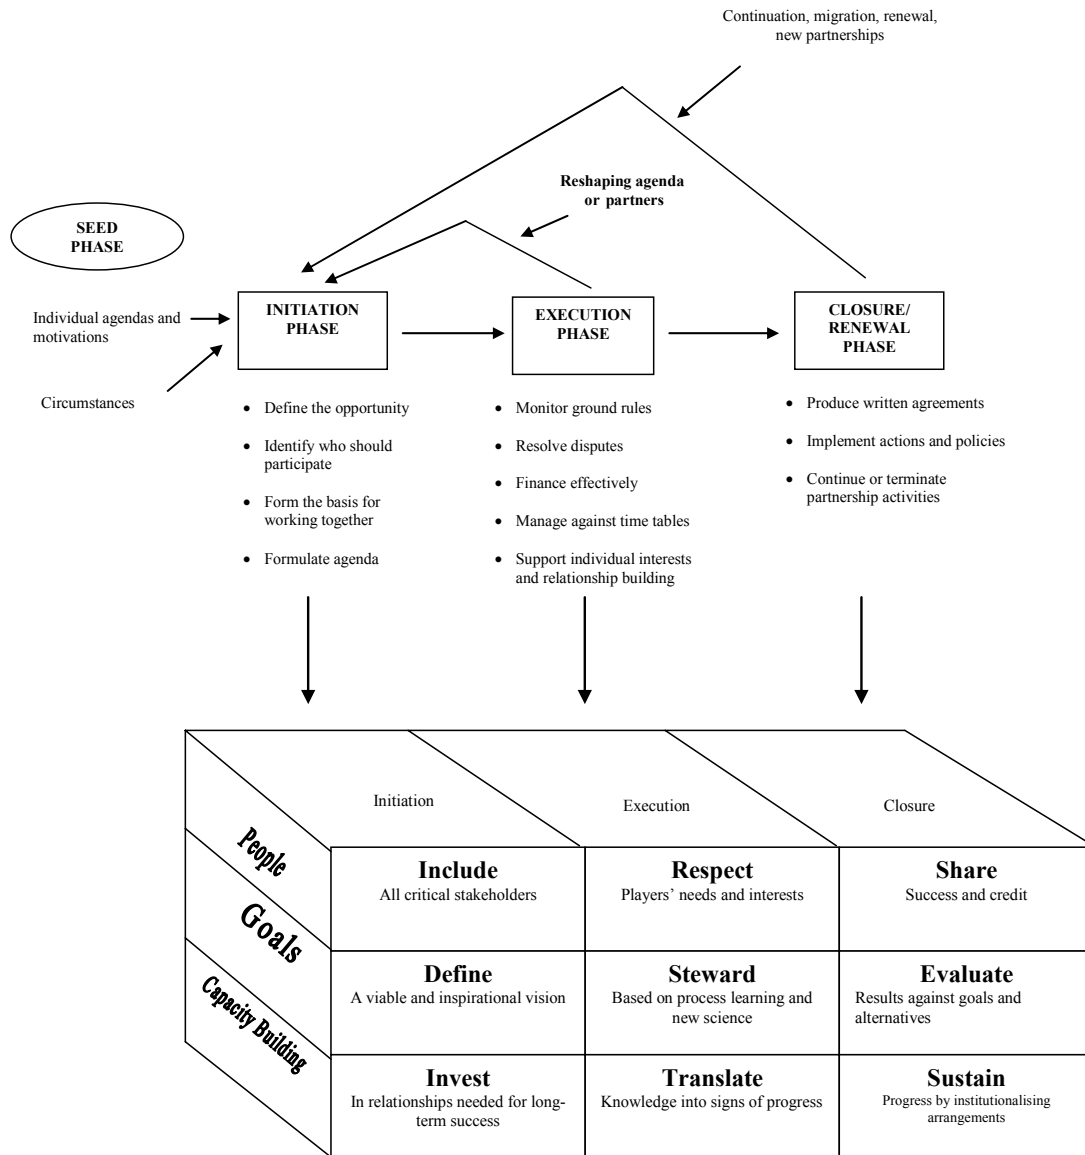 Continuation, migration, renewal,
new partnerships
Reshaping agenda
or partners
SEED
PHASE
Individual agendas and
motivations
Circumstances
INITIATION
PHASE
EXECUTION
PHASE
CLOSURE/
RENEWAL
PHASE
• Define the opportunity
• Identify who should
participate
• Form the basis for
working together
• Formulate agenda
• Monitor ground rules
• Resolve disputes
• Finance effectively
• Manage against time tables
• Support individual interests
and relationship building
• Produce written agreements
• Implement actions and policies
• Continue or terminate
partnership activities
Initiation
Execution
Closure
People
Include
All critical stakeholders
Respect
Players’ needs and interests
Share
Success and credit
Goals
Define
A viable and inspirational vision
Steward
Based on process learning and
new science
Evaluate
Results against goals and
alternatives
Capacity Building
Invest
In relationships needed for long-
term success
Translate
Knowledge into signs of progress
Sustain
Progress by institutionalising
arrangements